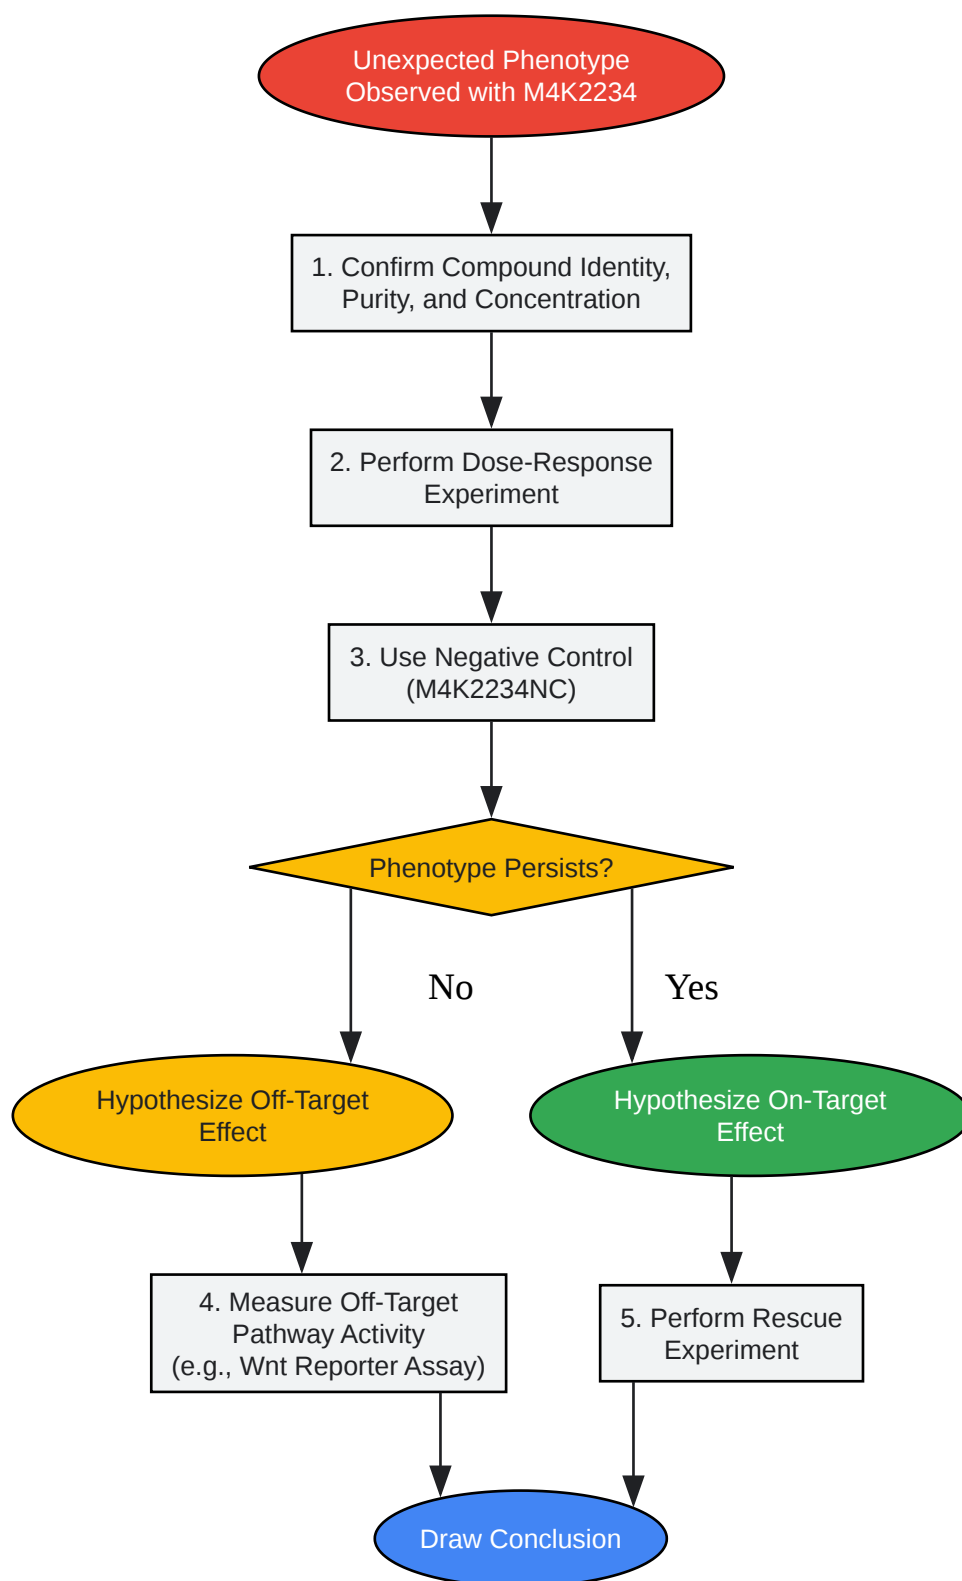 Unexpected Phenotype
Observed with M4K2234
1. Confirm Compound Identity,
Purity, and Concentration
2. Perform Dose-Response
Experiment
3. Use Negative Control
(M4K2234NC)
Phenotype Persists?
No
Yes
Hypothesize Off-Target
Effect
Hypothesize On-Target
Effect
4. Measure Off-Target
Pathway Activity
(e.g., Wnt Reporter Assay)
5. Perform Rescue
Experiment
Draw Conclusion